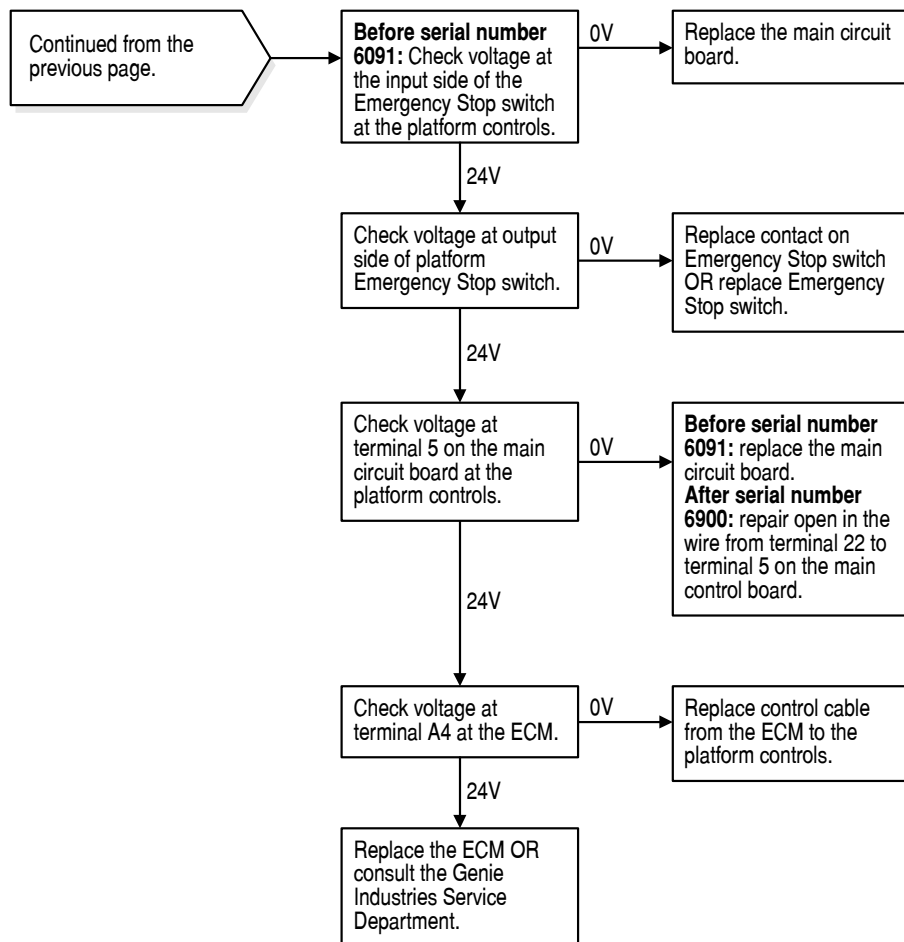 Continued from the
previous page.
Before serial number
6091: Check voltage at
the input side of the
Emergency Stop switch
at the platform controls.
0V
Replace the main circuit
board.
24V
Check voltage at output
side of platform
Emergency Stop switch.
0V
Replace contact on
Emergency Stop switch
OR replace Emergency
Stop switch.
24V
Check voltage at
terminal 5 on the main
circuit board at the
platform controls.
0V
Before serial number
6091: replace the main
circuit board.
After serial number
6900: repair open in the
wire from terminal 22 to
terminal 5 on the main
control board.
24V
Check voltage at
terminal A4 at the ECM.
0V
Replace control cable
from the ECM to the
platform controls.
24V
Replace the ECM OR
consult the Genie
Industries Service
Department.